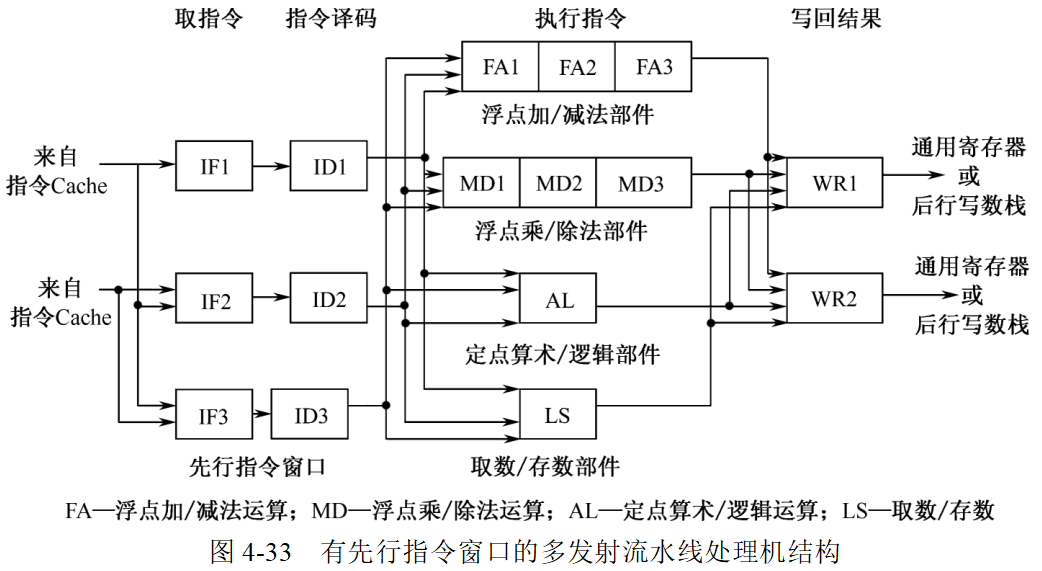 取指令 指令译码 执行指令 写回结果
FA1 FA2 FA3
浮点加/减法部件
来自
指令Cache
IF1 ID1
MD1 MD2 MD3
浮点乘/除法部件
WR1
通用寄存器
或
后行写数栈
来自
指令Cache
IF2 ID2
AL
定点算术/逻辑部件
WR2
通用寄存器
或
后行写数栈
IF3 ID3
先行指令窗口
LS
取数/存数部件
FA—浮点加/减法运算；MD—浮点乘/除法运算；AL—定点算术/逻辑运算；LS—取数/存数
图 4-33 有先行指令窗口的多发射流水线处理机结构